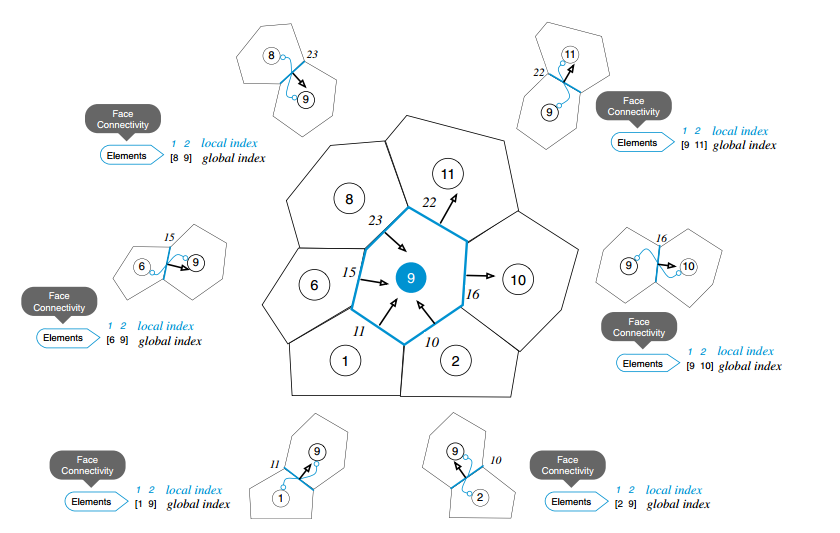 8
23
9
Face
Connectivity
Elements
1 2 local index
[8 9] global index
11
22
9
Face
Connectivity
Elements
1 2 local index
[9 11] global index
15
6
9
Face
Connectivity
Elements
1 2 local index
[6 9] global index
8
11
23
22
6
15
9
10
16
11
10
1
2
16
9
10
Face
Connectivity
Elements
1 2 local index
[9 10] global index
Face
Connectivity
Elements
1 2 local index
[1 9] global index
9
11
1
9
10
2
Face
Connectivity
Elements
1 2 local index
[2 9] global index